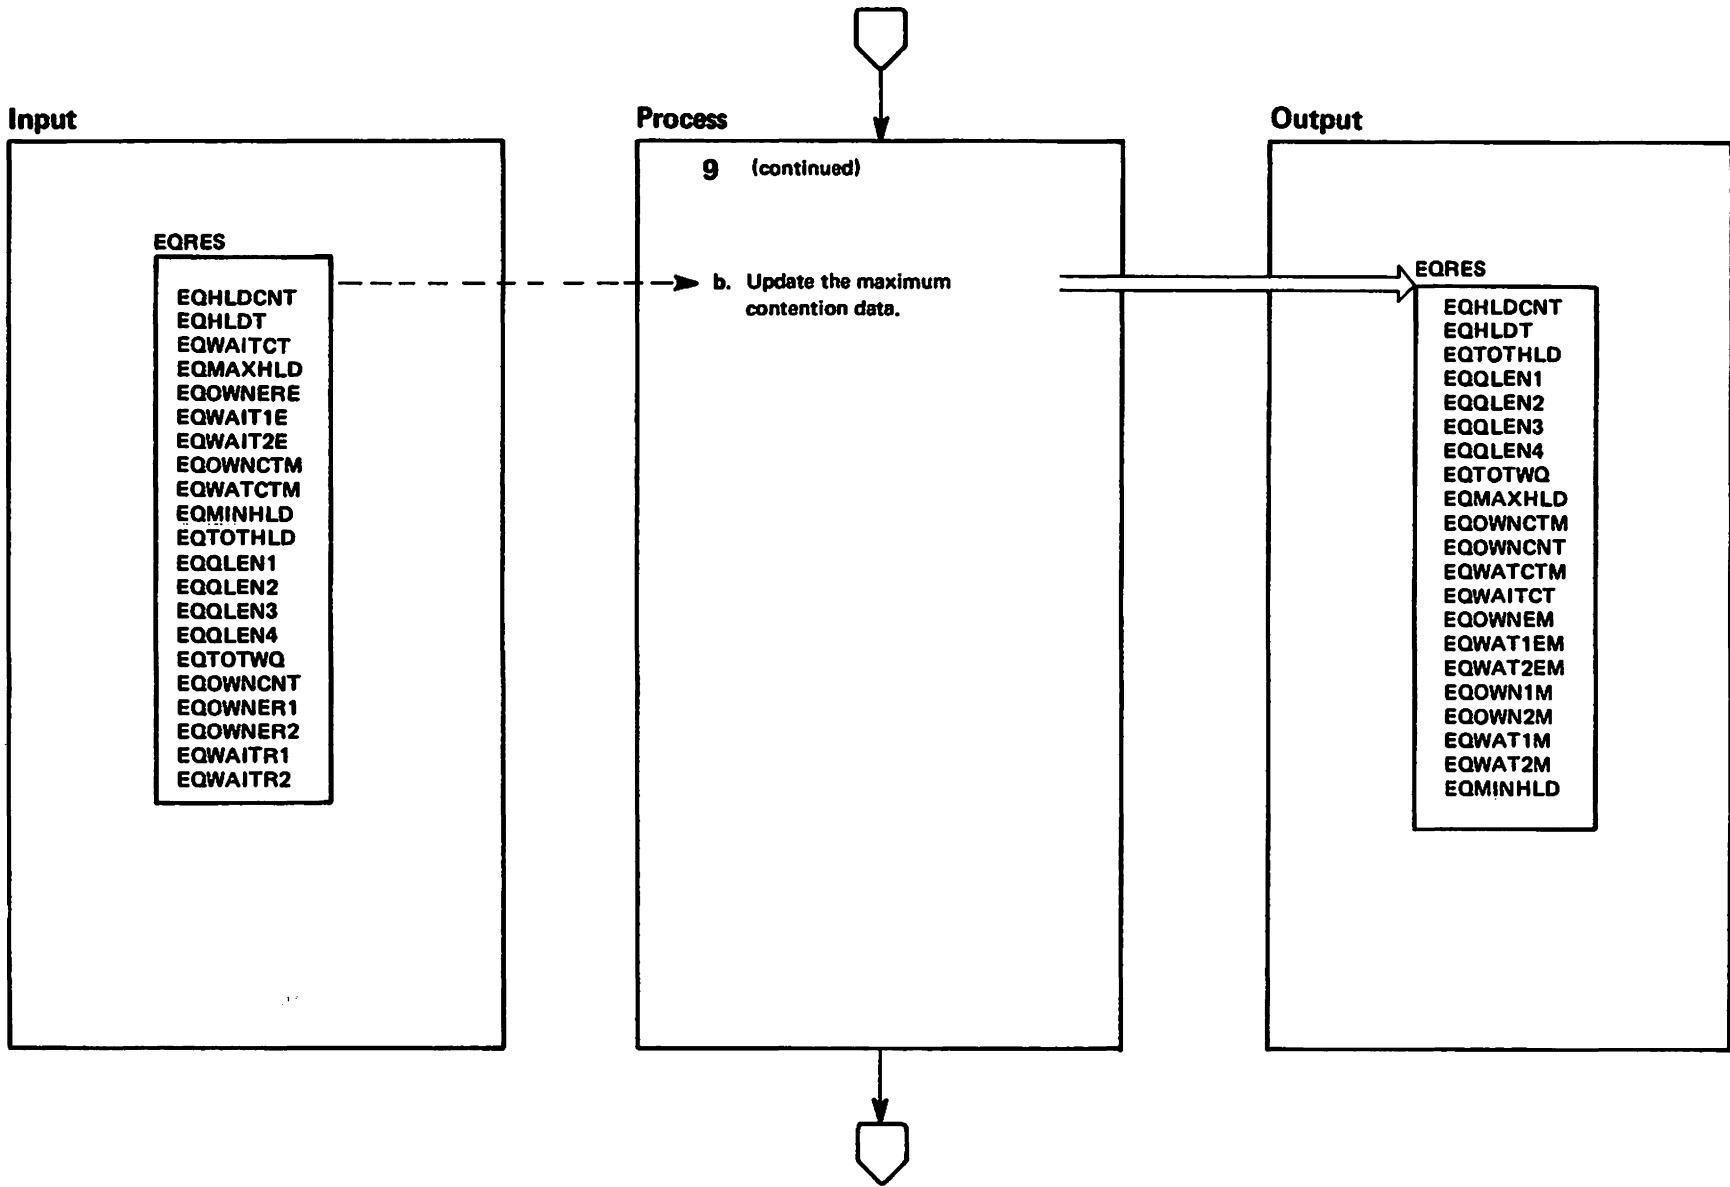 Input
EQRES
EQHLDCNT
EQHLDT
EQWAITCT
EQMAXHLD
EQOWNERE
EQWAIT1E
EQWAIT2E
EQOWNCTM
EQWATCTM
EQMINHLD
EQTOTHLD
EQQLEN1
EQQLEN2
EQQLEN3
EQQLEN4
EQTOTWQ
EQOWNCNT
EQOWNER1
EQOWNER2
EQWAITR1
EQWAITR2
Process
9 (continued)
b. Update the maximum
contention data.
Output
EQRES
EQHLDCNT
EQHLDT
EQTOTHLD
EQQLEN1
EQQLEN2
EQQLEN3
EQQLEN4
EQTOTWQ
EQMAXHLD
EQOWNCTM
EQOWNCNT
EQWATCTM
EQWAITCT
EQOWNEM
EQWAT1EM
EQWAT2EM
EQOWN1M
EQOWN2M
EQWAT1M
EQWAT2M
EQMINHLD